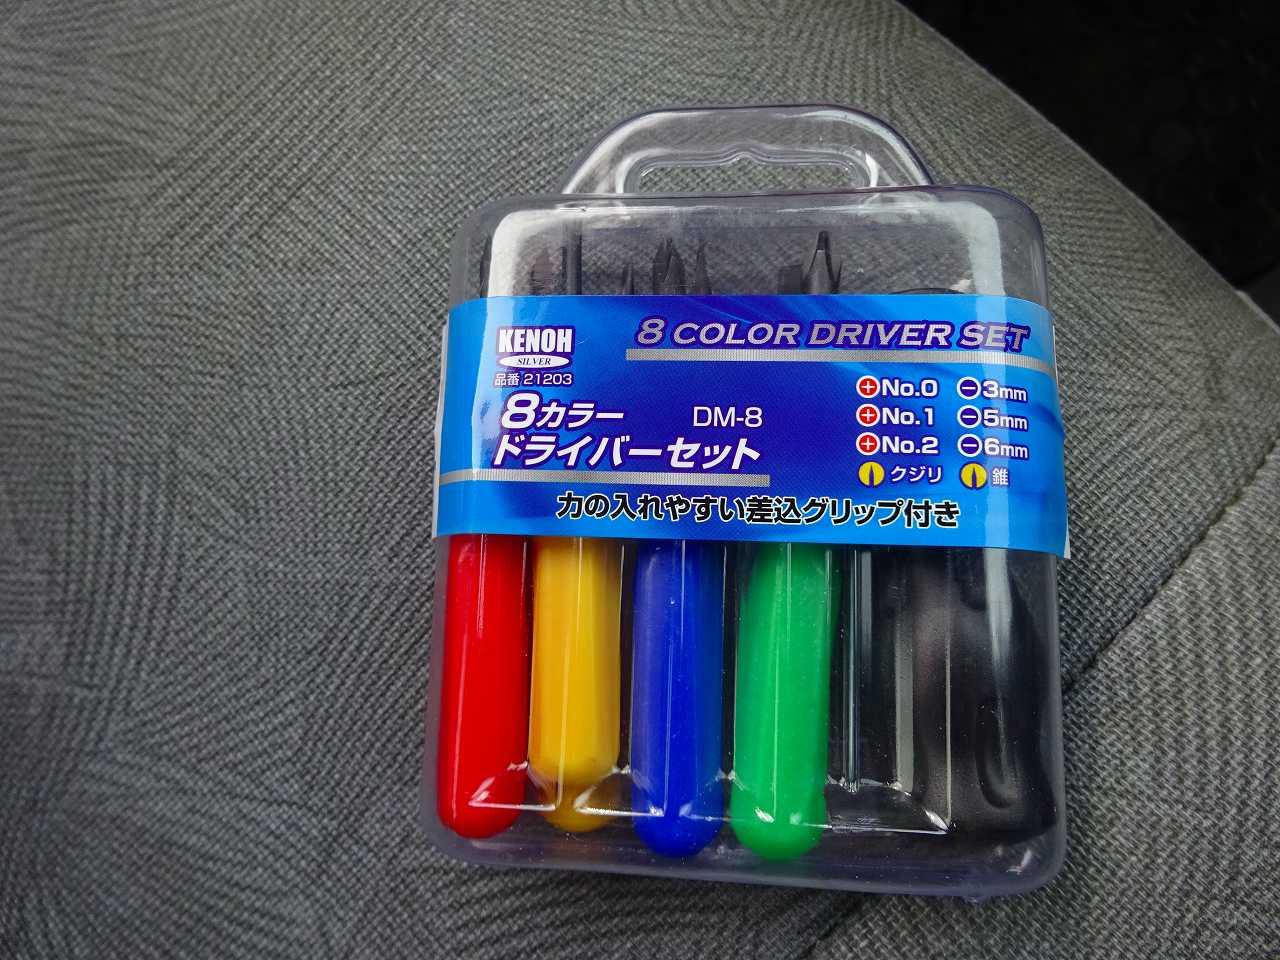 8 COLOR DRIVER SET
KENOH
SILVER
品番 21203
8カラー
ドライバーセット
DM-8
+No.0 −3mm
+No.1 −5mm
+No.2 −6mm
クジリ 錐
力の入れやすい差込グリップ付き